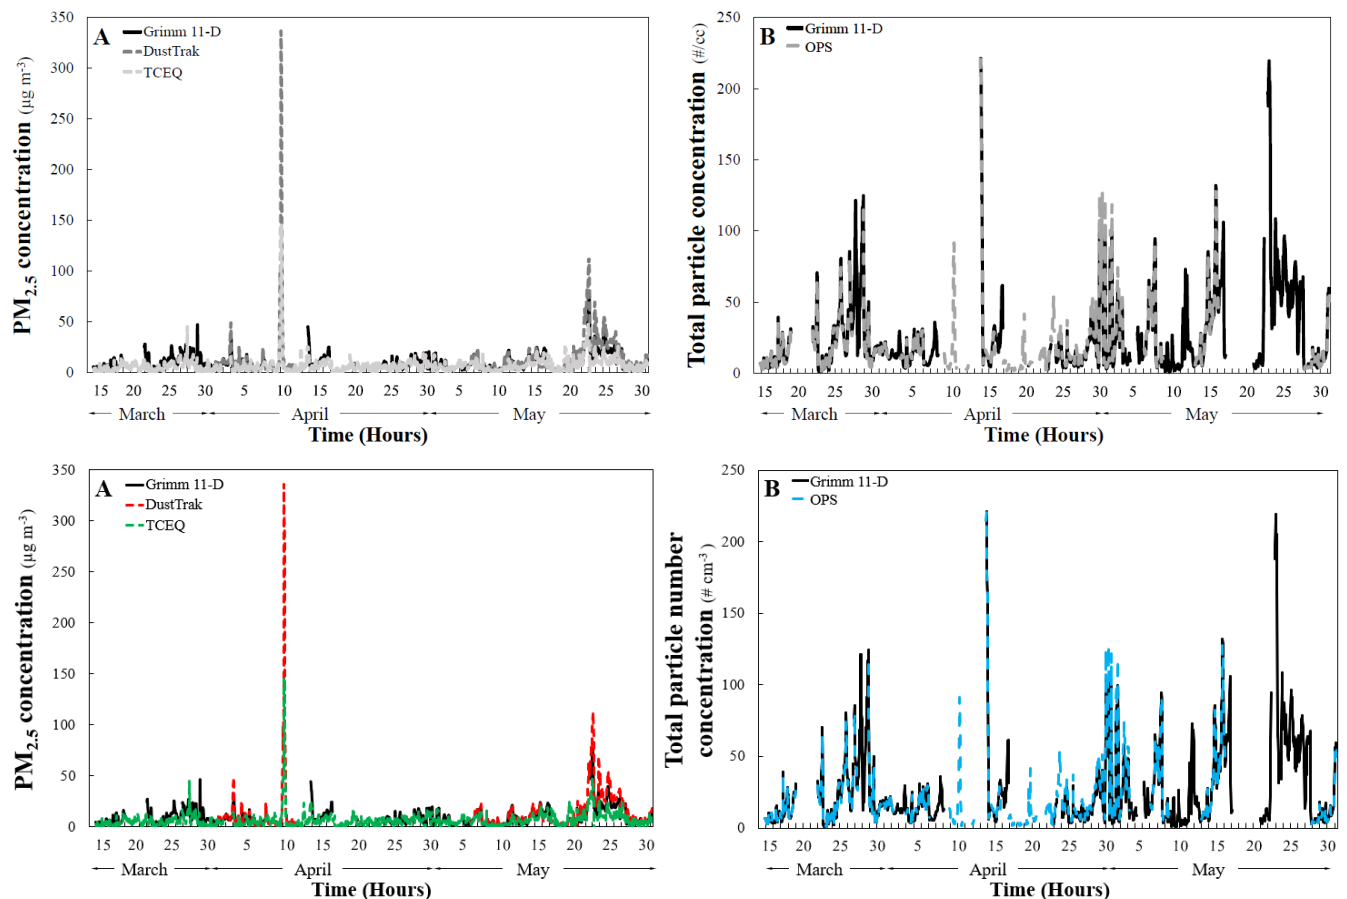 A
Grimm 11-D
DustTrak
TCEQ
PM2.5 concentration (µg m-3)
350
300
250
200
150
100
50
0
15 20 25 30 5 10 15 20 25 30 5 10 15 20 25 30
March April May
Time (Hours)
B
Grimm 11-D
OPS
Total particle concentration (#/cc)
250
200
150
100
50
0
15 20 25 30 5 10 15 20 25 30 5 10 15 20 25 30
March April May
Time (Hours)
A
Grimm 11-D
DustTrak
TCEQ
PM2.5 concentration (µg m-3)
350
300
250
200
150
100
50
0
15 20 25 30 5 10 15 20 25 30 5 10 15 20 25 30
March April May
Time (Hours)
B
Grimm 11-D
OPS
Total particle number
concentration (# cm-3)
250
200
150
100
50
0
15 20 25 30 5 10 15 20 25 30 5 10 15 20 25 30
March April May
Time (Hours)